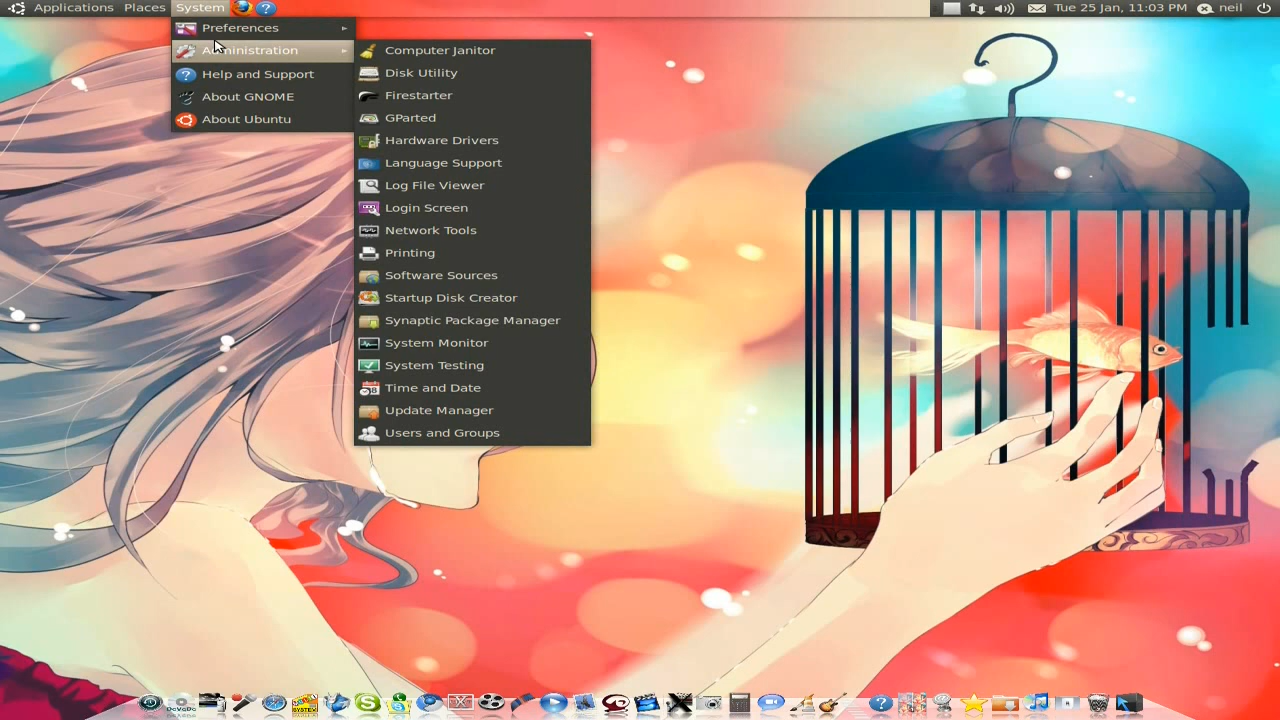 Applications Places System Tue 25 Jan, 11:03 PM neil
Preferences
Administration
Help and Support
About GNOME
About Ubuntu
Computer Janitor
Disk Utility
Firestarter
GParted
Hardware Drivers
Language Support
Log File Viewer
Login Screen
Network Tools
Printing
Software Sources
Startup Disk Creator
Synaptic Package Manager
System Monitor
System Testing
Time and Date
Update Manager
Users and Groups